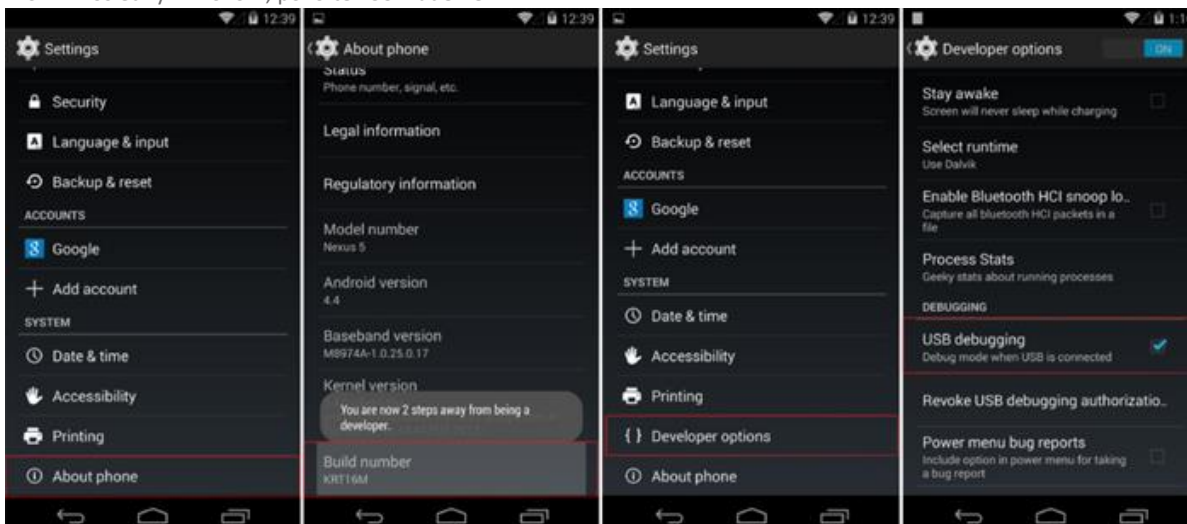 12:39
Settings
Security
Language & input
Backup & reset
ACCOUNTS
Google
Add account
SYSTEM
Date & time
Accessibility
Printing
About phone
12:39
About phone
Status
Phone number, signal, etc.
Legal information
Regulatory information
Model number
Nexus 5
Android version
4.4
Baseband version
M8974A-1.0.25.0.17
Kernel version
You are now 2 steps away from being a
developer.
Build number
KRT16M
12:39
Settings
Language & input
Backup & reset
ACCOUNTS
Google
Add account
SYSTEM
Date & time
Accessibility
Printing
Developer options
About phone
Developer options
ON
Stay awake
Screen will never sleep while charging
Select runtime
Use Dalvik
Enable Bluetooth HCI snoop lo..
Capture all bluetooth HCI packets in a
file
Process Stats
Geeky stats about running processes
DEBUGGING
USB debugging
Debug mode when USB is connected
Revoke USB debugging authorizatio..
Power menu bug reports
Include option in power menu for taking
a bug report